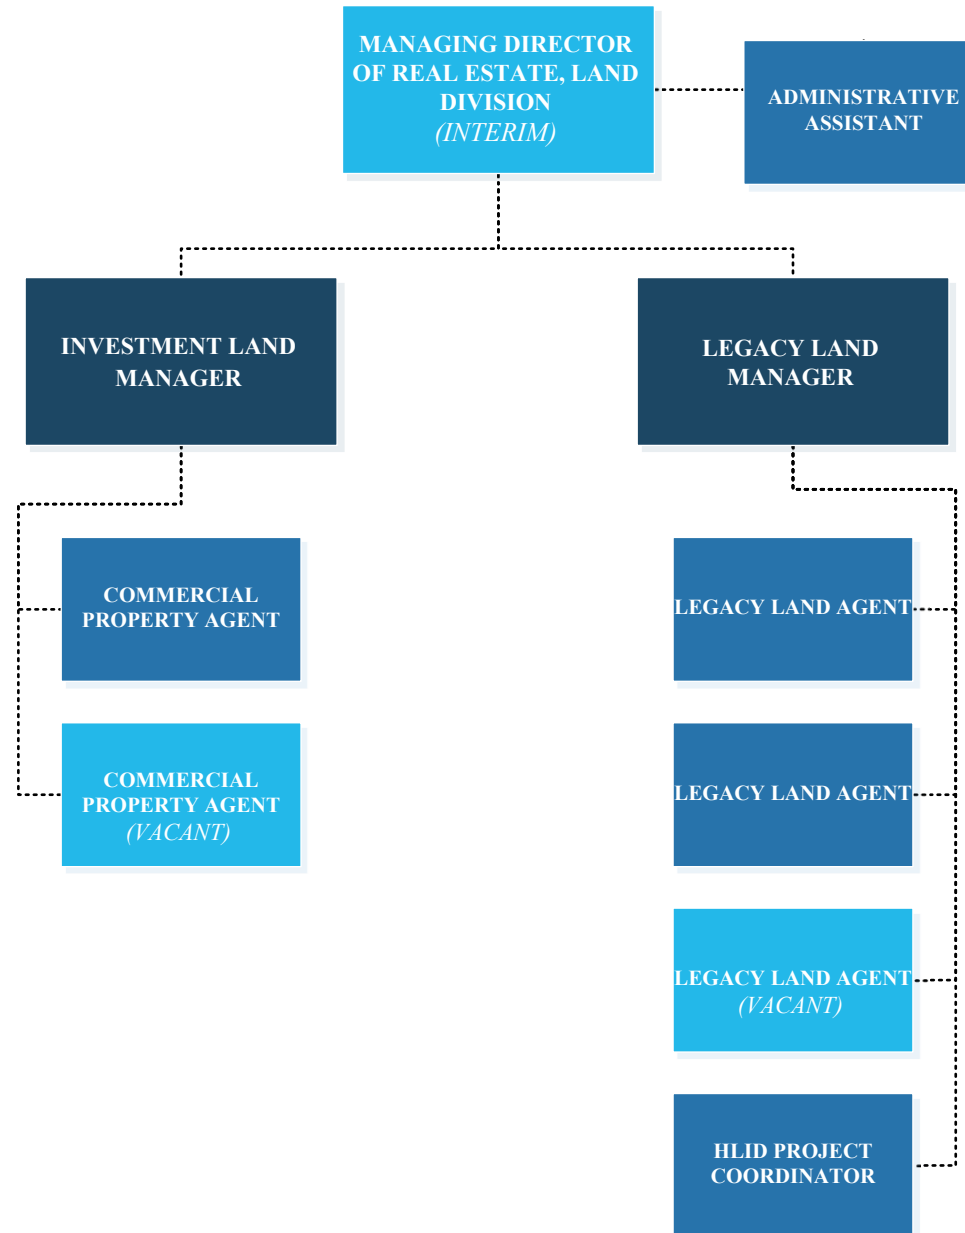 MANAGING DIRECTOR
OF REAL ESTATE, LAND
DIVISION
(INTERIM)
ADMINISTRATIVE
ASSISTANT
INVESTMENT LAND
MANAGER
LEGACY LAND
MANAGER
COMMERCIAL
PROPERTY AGENT
LEGACY LAND AGENT
COMMERCIAL
PROPERTY AGENT
(VACANT)
LEGACY LAND AGENT
LEGACY LAND AGENT
(VACANT)
HLID PROJECT
COORDINATOR